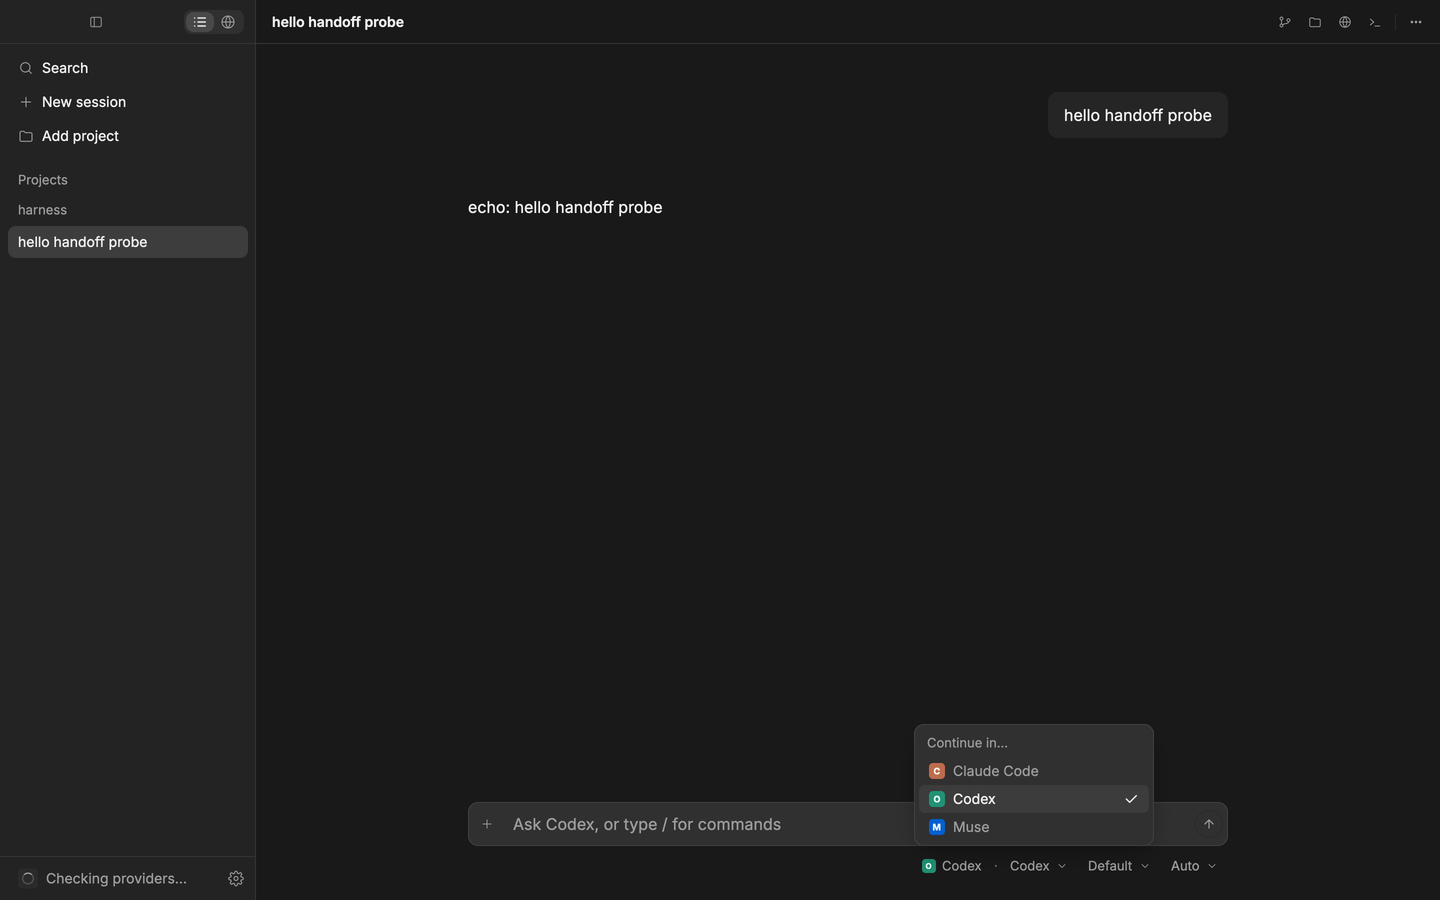 hello handoff probe
Search
New session
Add project
Projects
harness
hello handoff probe
hello handoff probe
echo: hello handoff probe
Continue in...
C Claude Code
O Codex
M Muse
Ask Codex, or type / for commands
O Codex · Codex Default Auto
Checking providers...